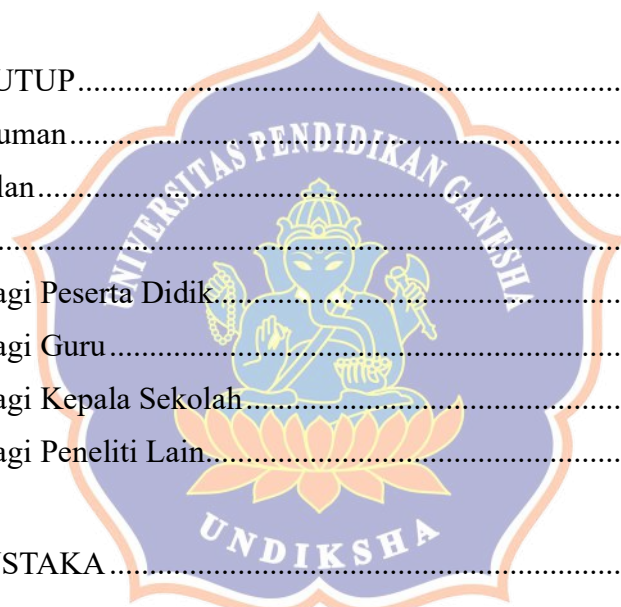 UTUP
uman
lan
agi Peserta Didik
agi Guru
agi Kepala Sekolah
agi Peneliti Lain
STAKA
UNIVERSITAS PENDIDIKAN GANESHA
UNDIKSHA